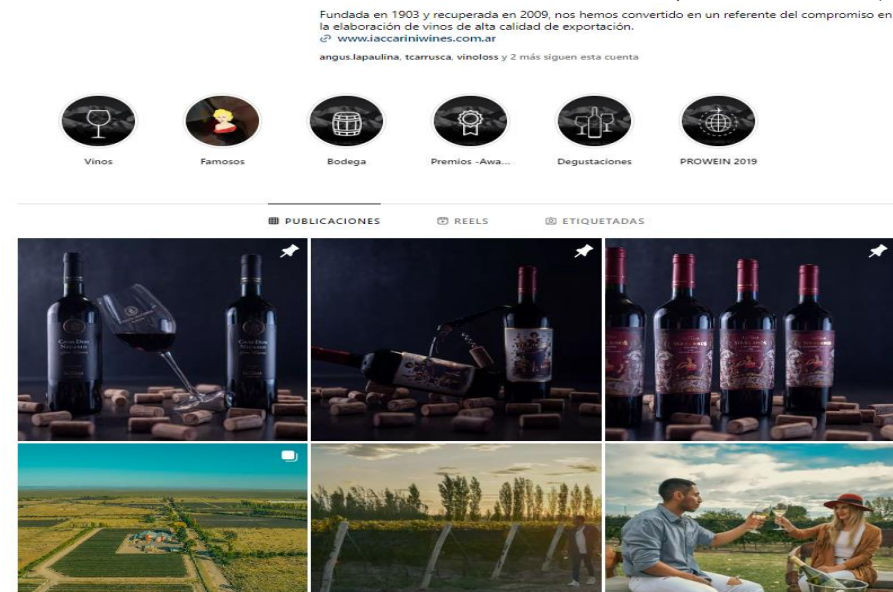 Fundada en 1903 y recuperada en 2009, nos hemos convertido en un referente del compromiso en
la elaboración de vinos de alta calidad de exportación.
www.iaccariniwines.com.ar
angus.lapaulina, tcarrusca, vinoloss y 2 más siguen esta cuenta
Vinos
Famosos
Bodega
Premios -Awa...
Degustaciones
PROWEIN 2019
PUBLICACIONES
REELS
ETIQUETADAS